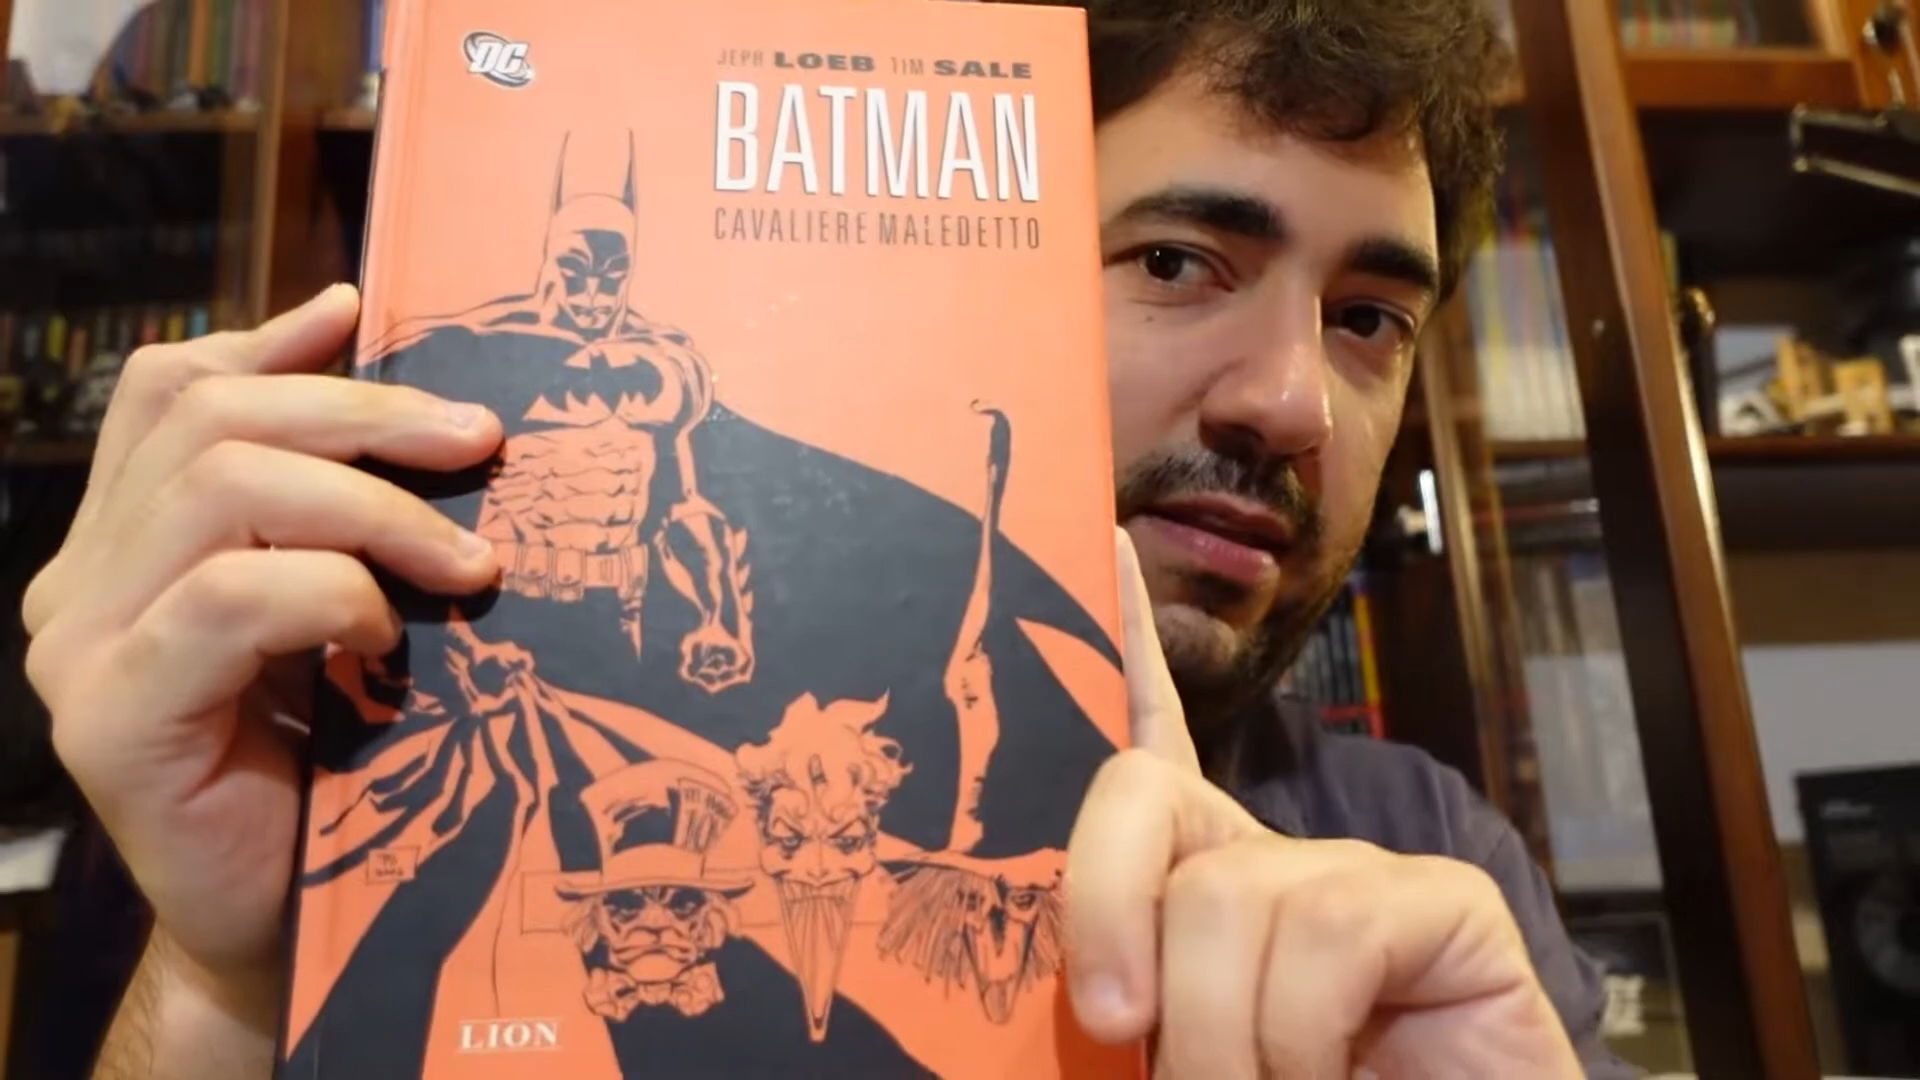 DC
JEPH LOEB TIM SALE
BATMAN
CAVALIERE MALEDETTO
LION